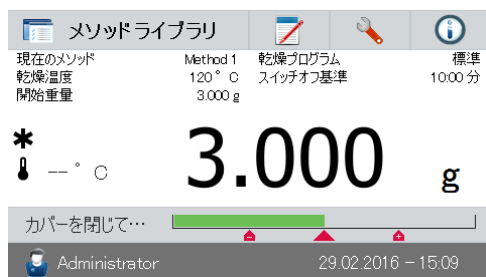 メソッド ライブラリ
現在のメソッド Method 1 乾燥プログラム 標準
乾燥温度 120 ° C スイッチオフ基準 10:00 分
開始重量 3.000 g
* 3.000 g
-- ° C
カバーを閉じて…
Administrator 29.02.2016 – 15:09